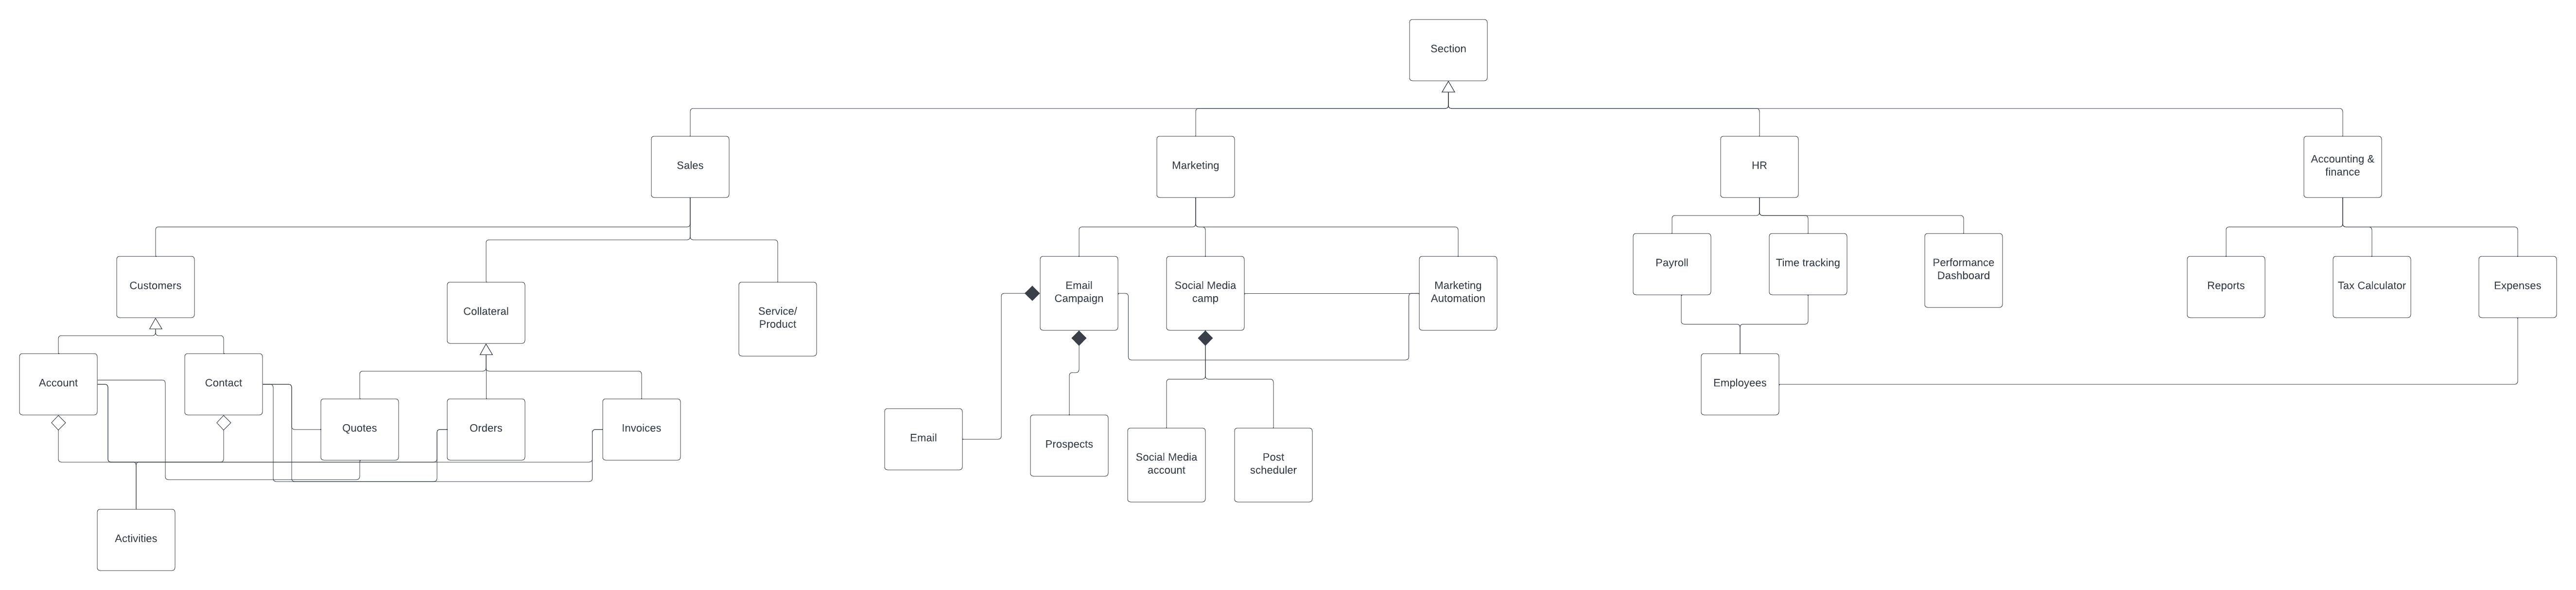 Section
Sales
Marketing
HR
Accounting &
finance
Customers
Collateral
Service/
Product
Email
Campaign
Social Media
camp
Marketing
Automation
Payroll
Time tracking
Performance
Dashboard
Reports
Tax Calculator
Expenses
Account
Contact
Quotes
Orders
Invoices
Email
Prospects
Social Media
account
Post
scheduler
Employees
Activities